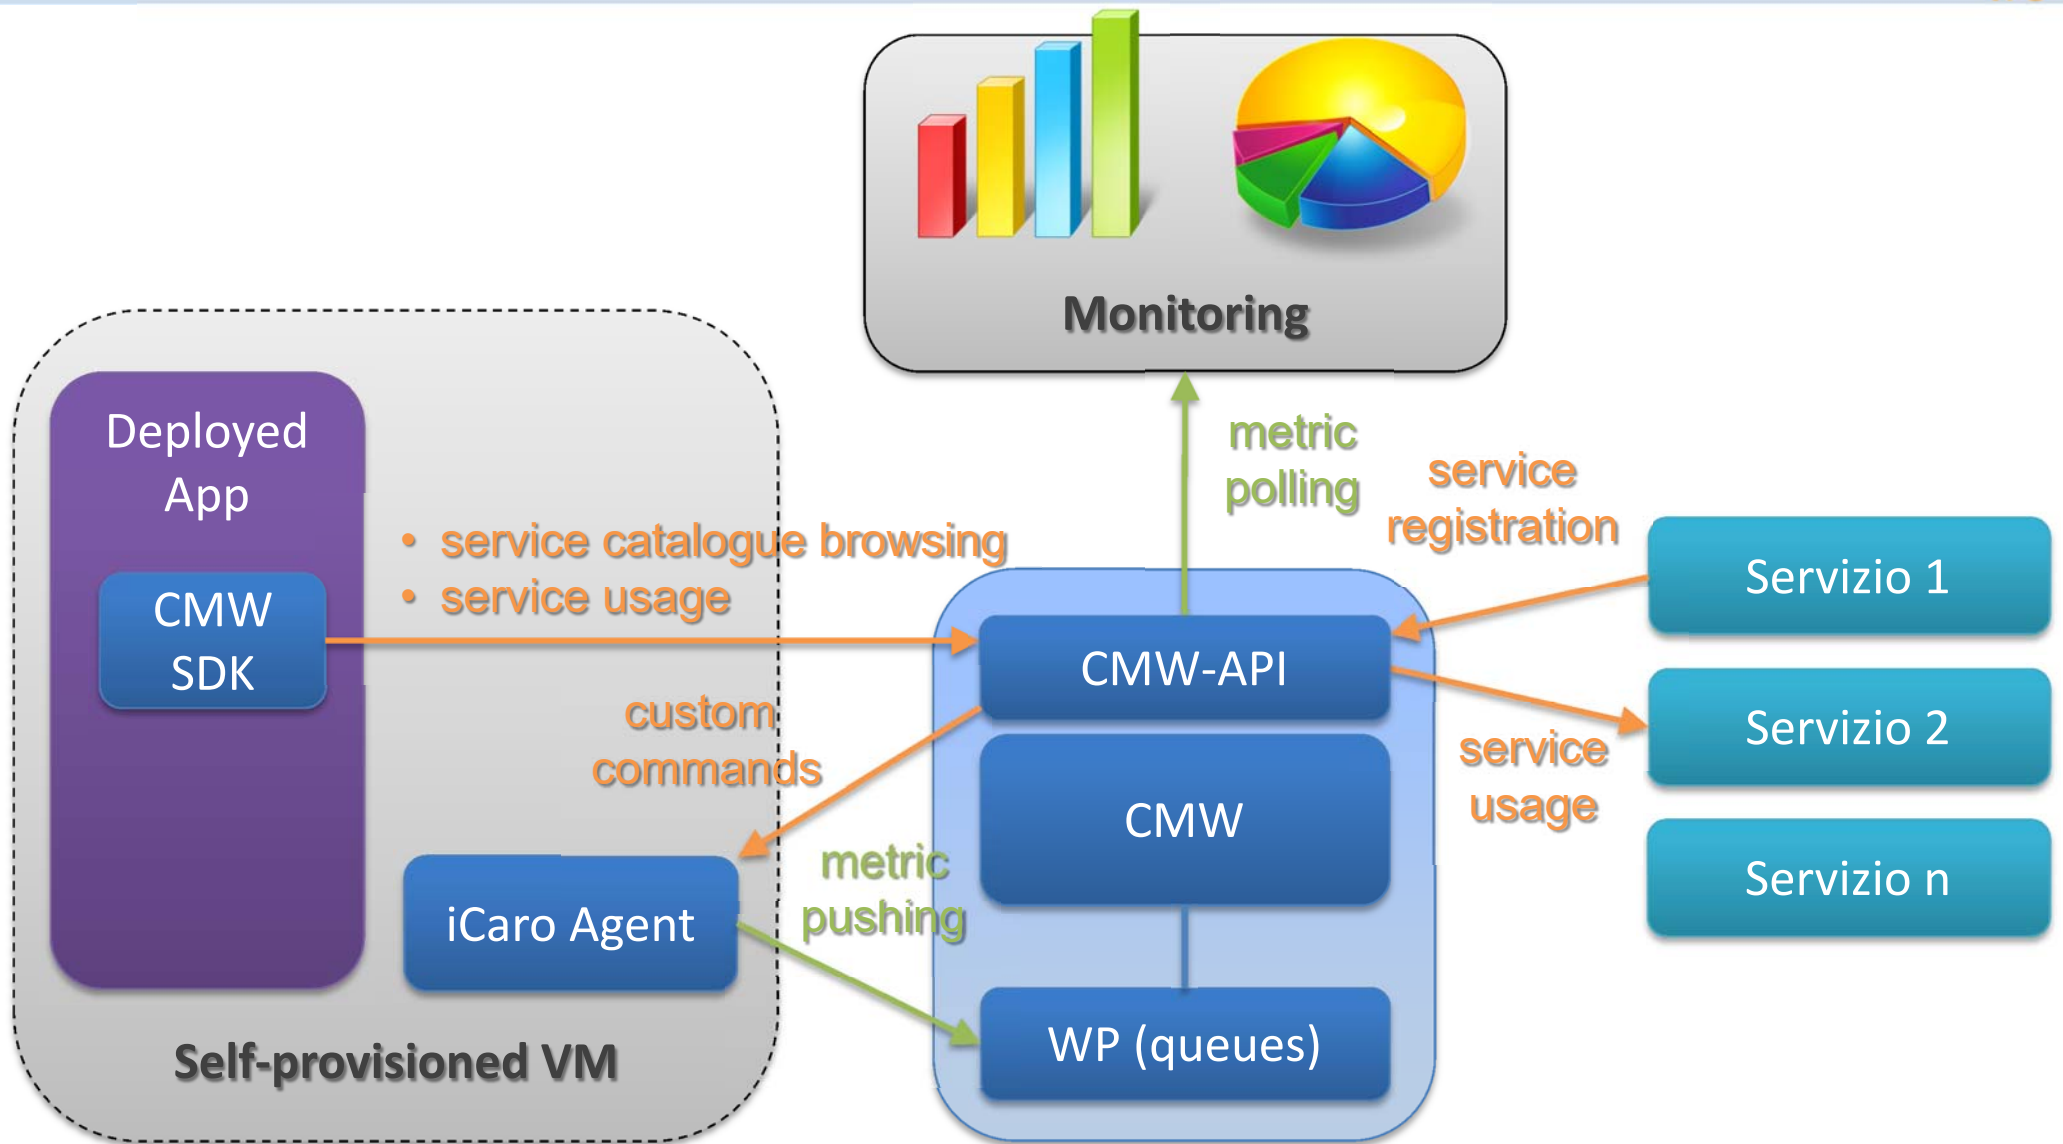 Monitoring
Deployed
App
CMW
SDK
• service catalogue browsing
• service usage
metric
polling
service
registration
Servizio 1
CMW-API
custom
commands
Servizio 2
service
usage
CMW
metric
pushing
Servizio n
iCaro Agent
WP (queues)
Self-provisioned VM